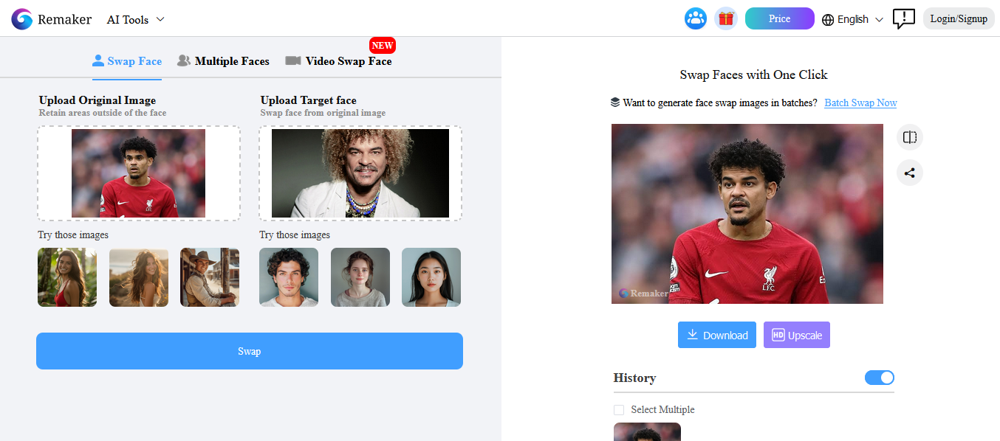 Remaker
AI Tools
Price
English
Login/Signup
NEW
Swap Face
Multiple Faces
Video Swap Face
Upload Original Image
Retain areas outside of the face
Upload Target face
Swap face from original image
Try those images
Try those images
Swap
Swap Faces with One Click
Want to generate face swap images in batches? Batch Swap Now
L.F.C.
Remaker
Download
HD Upscale
History
Select Multiple